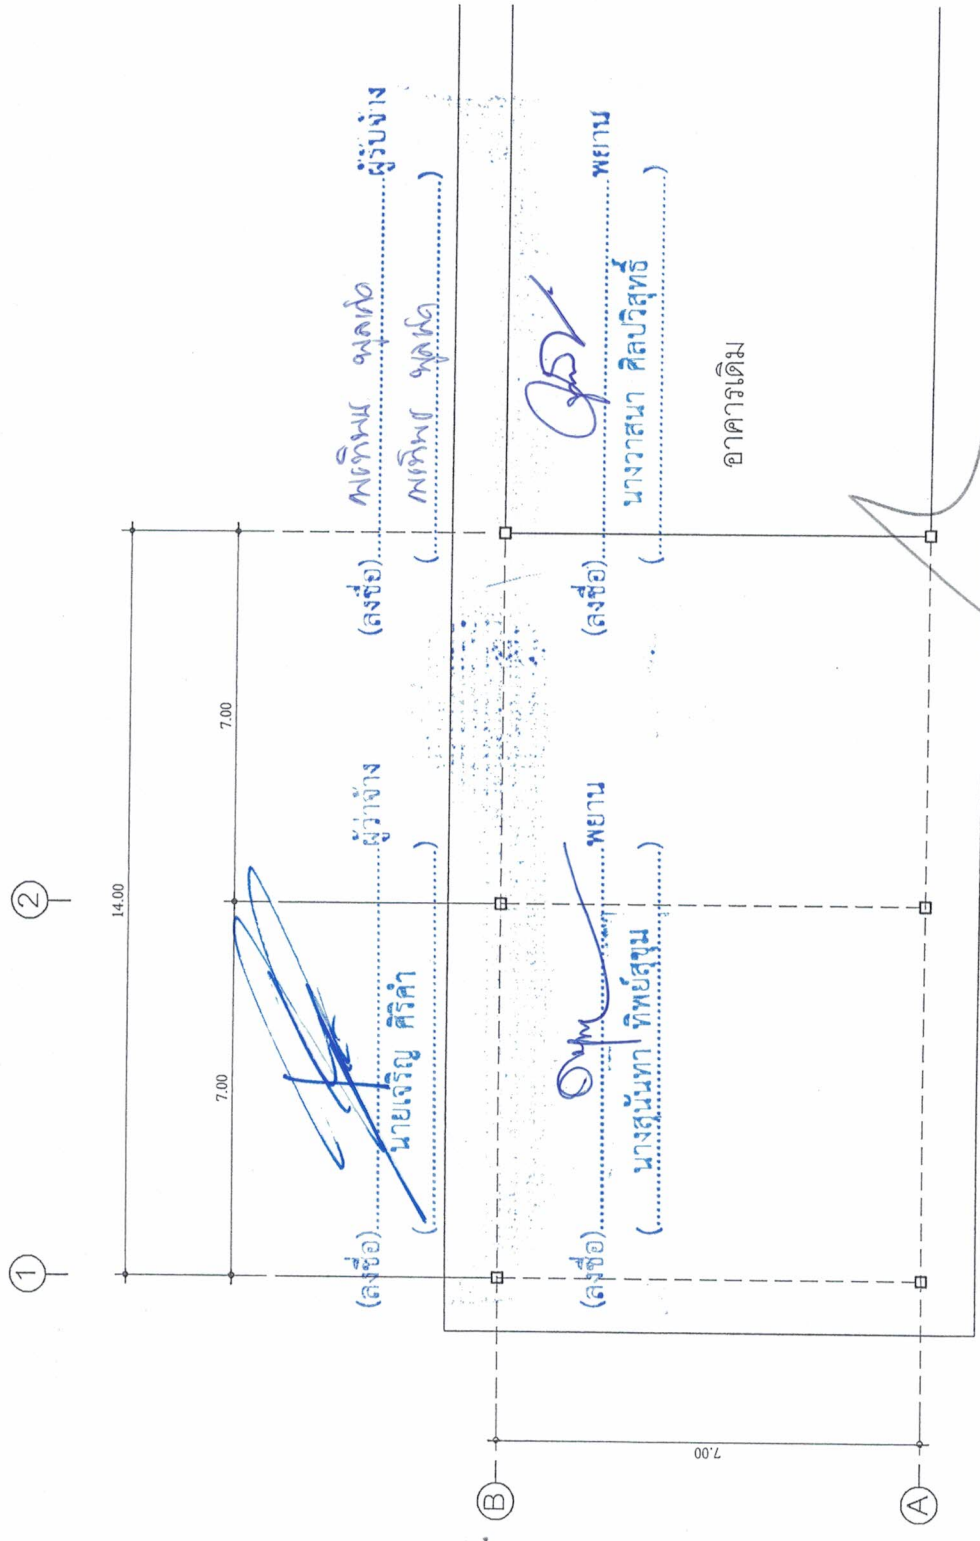 1
2
14.00
7.00
7.00
(ลงชื่อ)..............................ผู้ว่าจ้าง
(.... นายเจริญ ศิริคำ ....)
(ลงชื่อ)..............................ผู้รับจ้าง
(..............................)
B
(ลงชื่อ)..............................พยาน
(.... นางสุนันทา ทิพย์สุขุม ....)
(ลงชื่อ)..............................พยาน
(.... นางวาสนา ศิลปวิสุทธิ์ ....)
อาคารเดิม
7.00
A